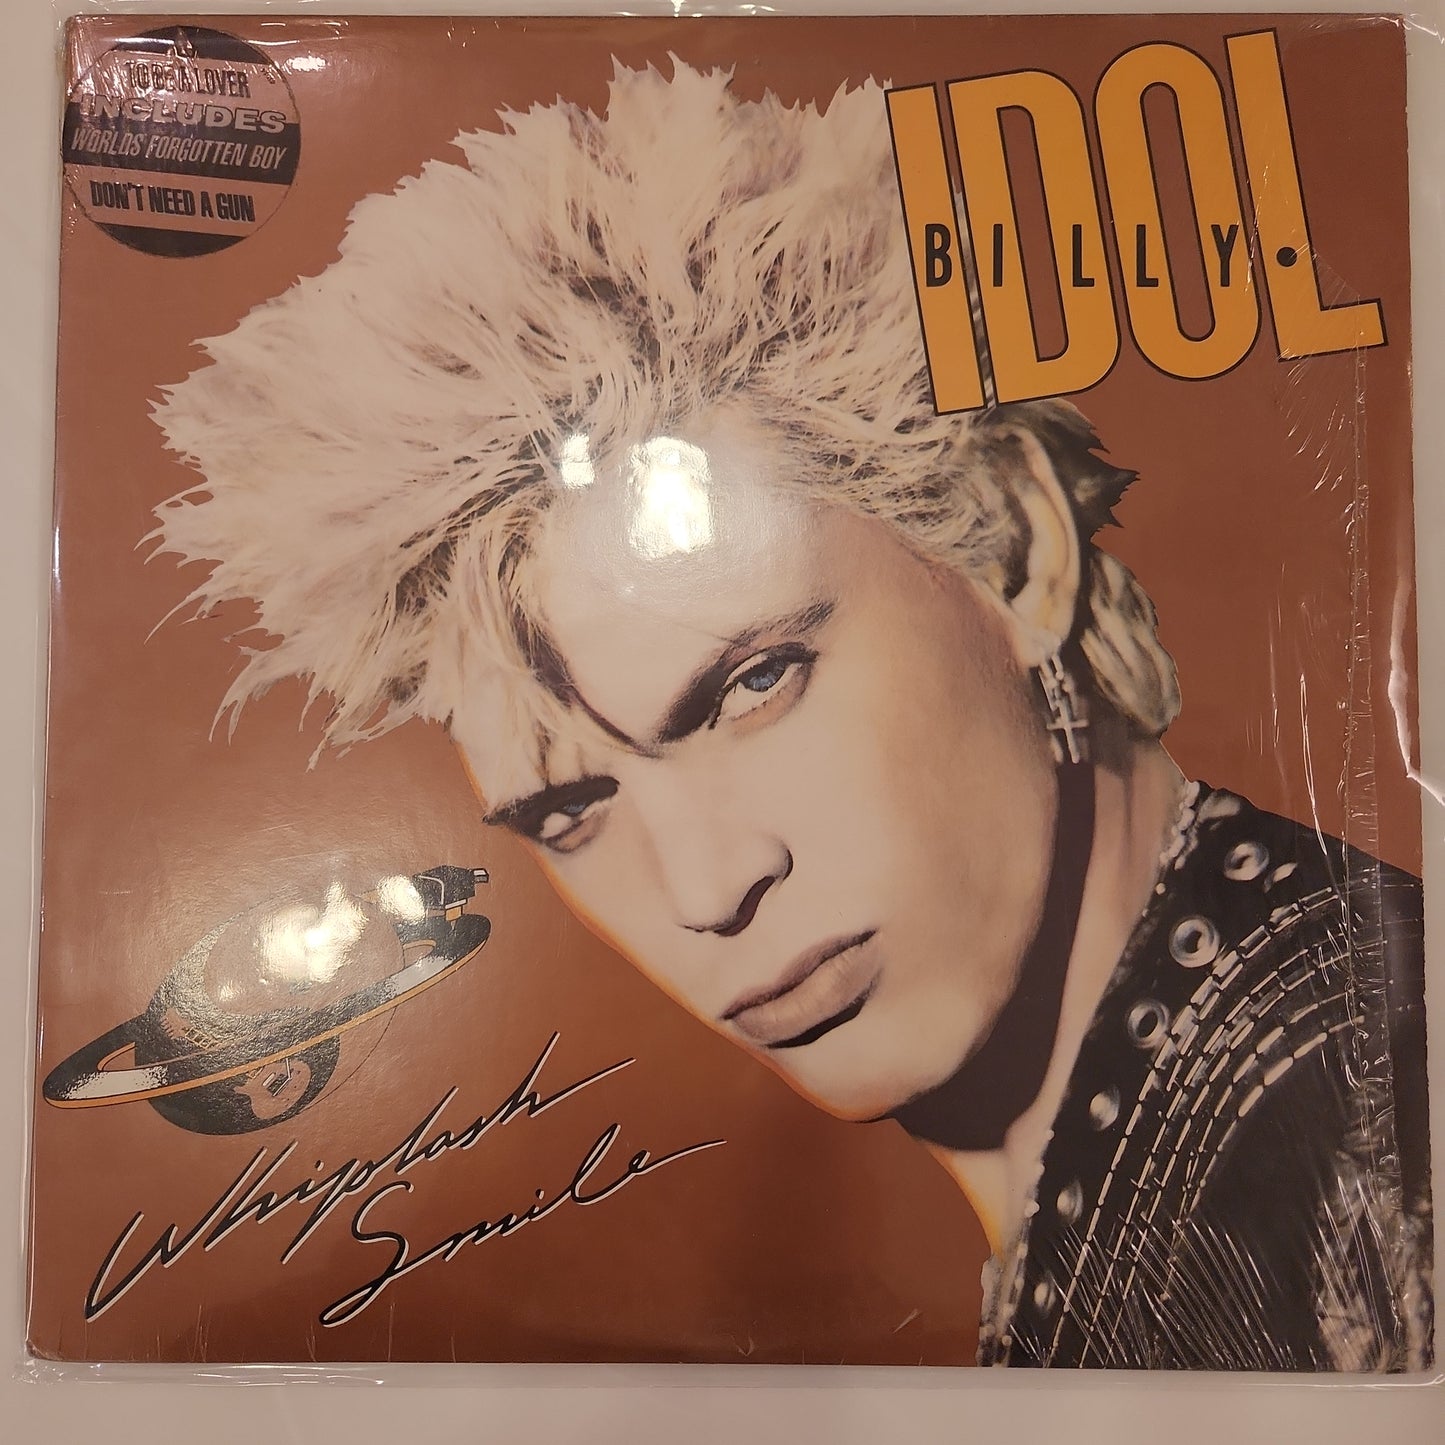 TO BE A LOVER
INCLUDES
WORLDS FORGOTTEN BOY
DON'T NEED A GUN
IDOL
BILLY •
Whiplash
Smile